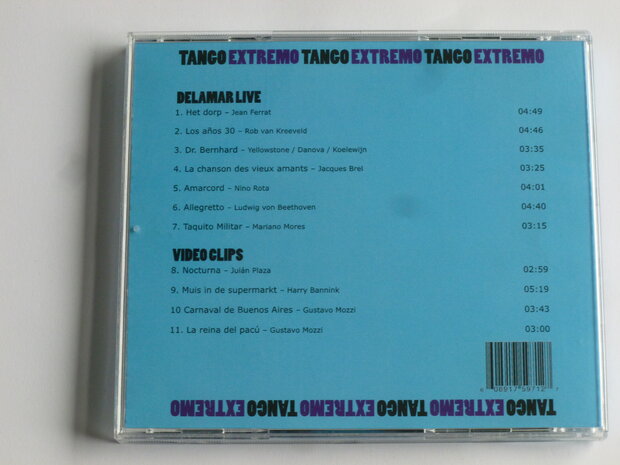 TANGO EXTREMO TANGO EXTREMO TANGO EXTREMO
DELAMAR LIVE
1. Het dorp – Jean Ferrat 04:49
2. Los años 30 – Rob van Kreeveld 04:46
3. Dr. Bernhard – Yellowstone / Danova / Koelewijn 03:35
4. La chanson des vieux amants – Jacques Brel 03:25
5. Amarcord – Nino Rota 04:01
6. Allegretto – Ludwig von Beethoven 04:40
7. Taquito Militar – Mariano Mores 03:15
VIDEO CLIPS
8. Nocturna – Julián Plaza 02:59
9. Muis in de supermarkt – Harry Bannink 05:19
10 Carnaval de Buenos Aires – Gustavo Mozzi 03:43
11. La reina del pacú – Gustavo Mozzi 03:00
6 06917 59712 7
TANGO EXTREMO TANGO EXTREMO TANGO EXTREMO